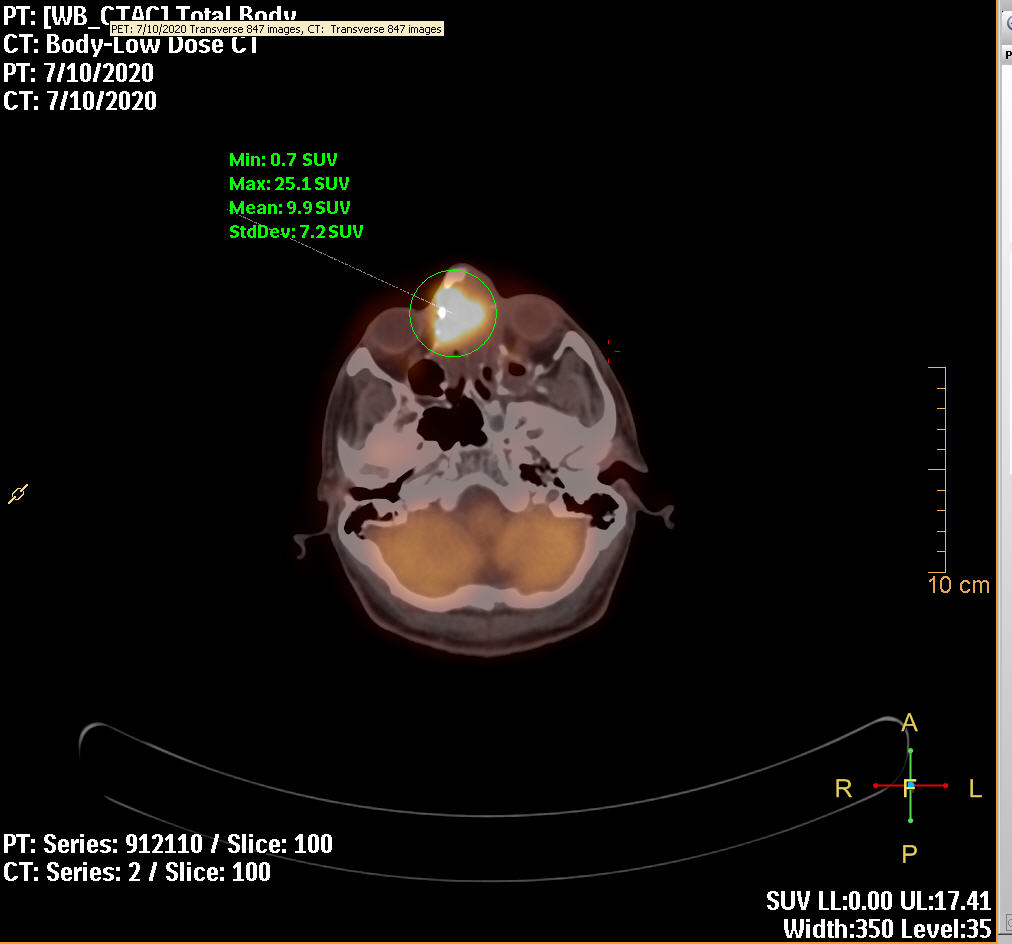 PT: [WB_CTAC] Total Body
PET: 7/10/2020 Transverse 847 images, CT: Transverse 847 images
CT: Body-Low Dose CT
PT: 7/10/2020
CT: 7/10/2020
Min: 0.7 SUV
Max: 25.1 SUV
Mean: 9.9 SUV
StdDev: 7.2 SUV
P
10 cm
A
R F L
P
PT: Series: 912110 / Slice: 100
CT: Series: 2 / Slice: 100
SUV LL:0.00 UL:17.41
Width:350 Level:35